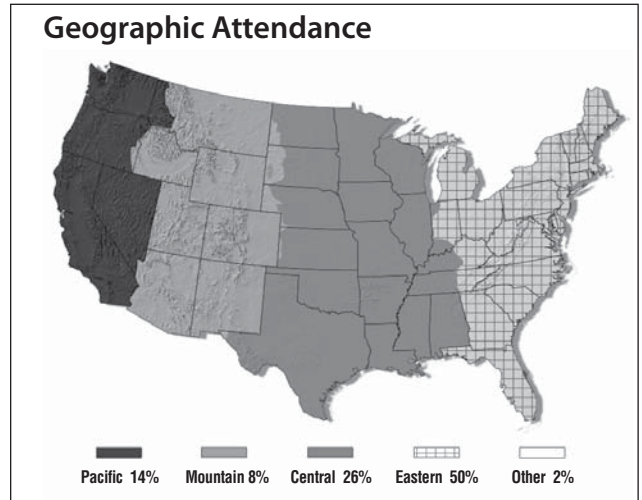 Geographic Attendance
Pacific 14% Mountain 8% Central 26% Eastern 50% Other 2%